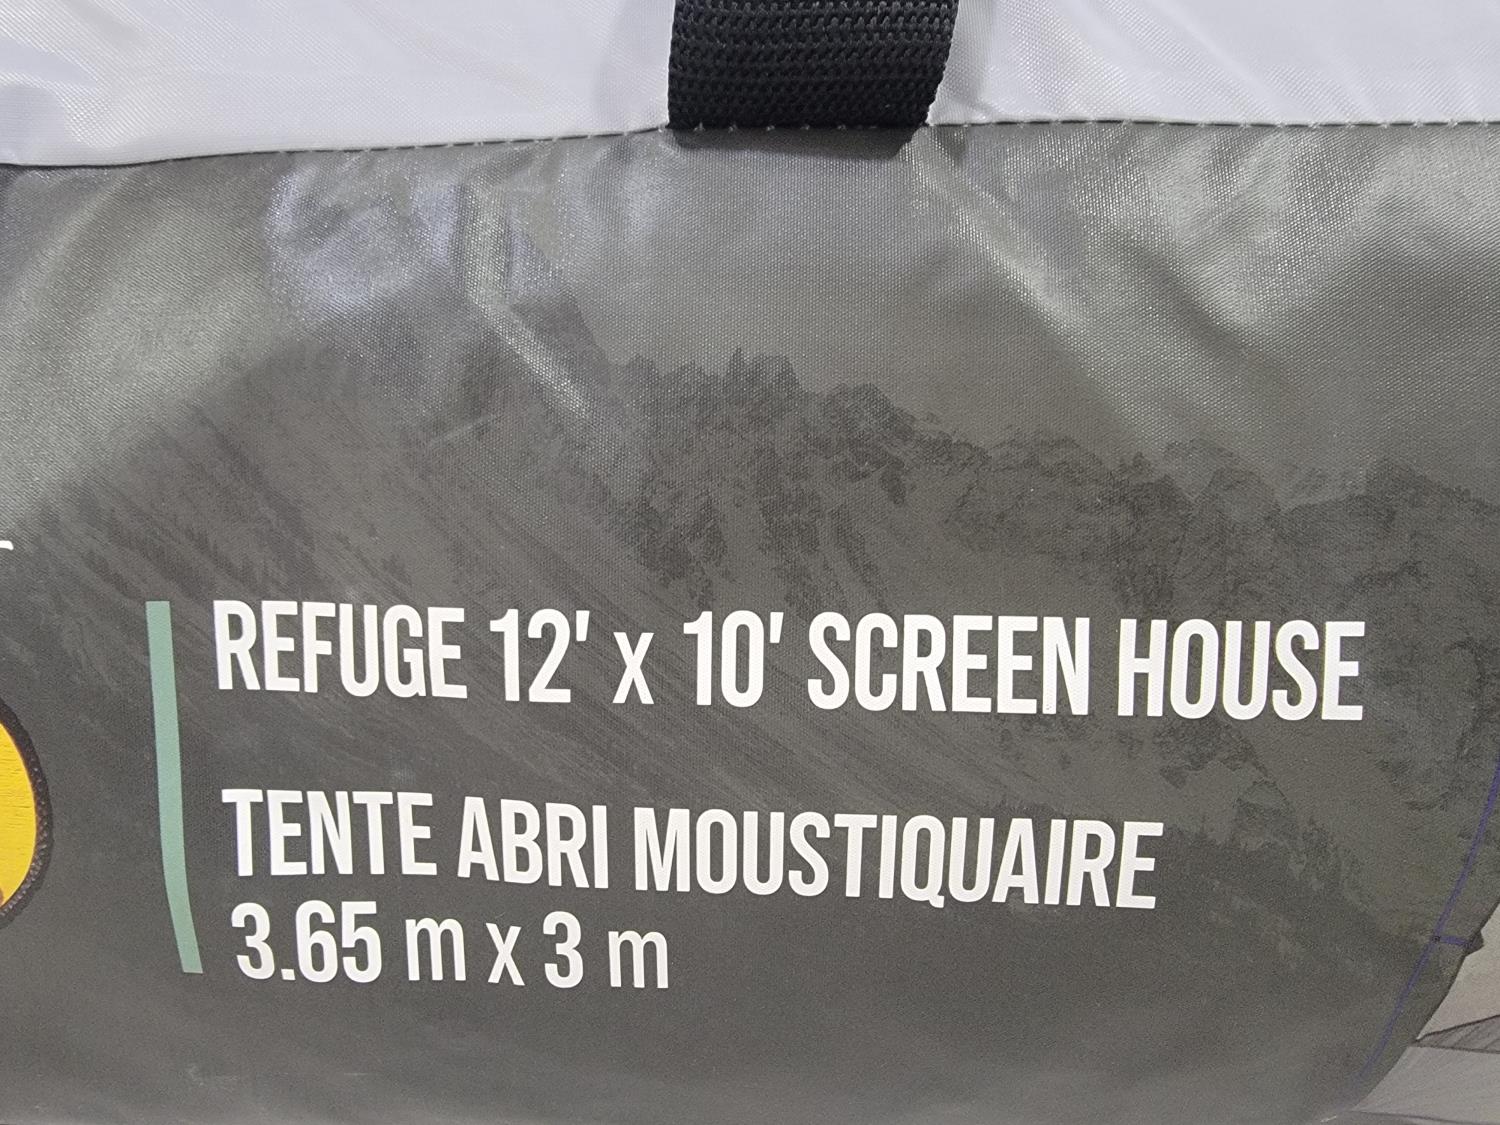 REFUGE 12' x 10' SCREEN HOUSE
TENTE ABRI MOUSTIQUAIRE
3.65 m x 3 m